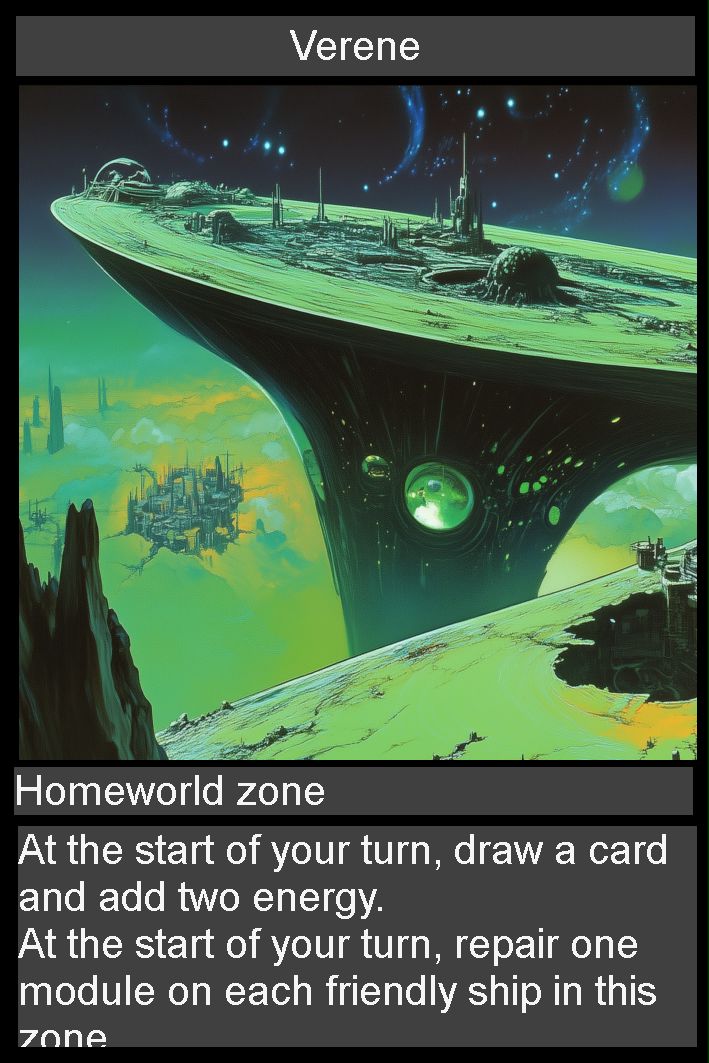 Verene
Homeworld zone
At the start of your turn, draw a card
and add two energy.
At the start of your turn, repair one
module on each friendly ship in this
zone